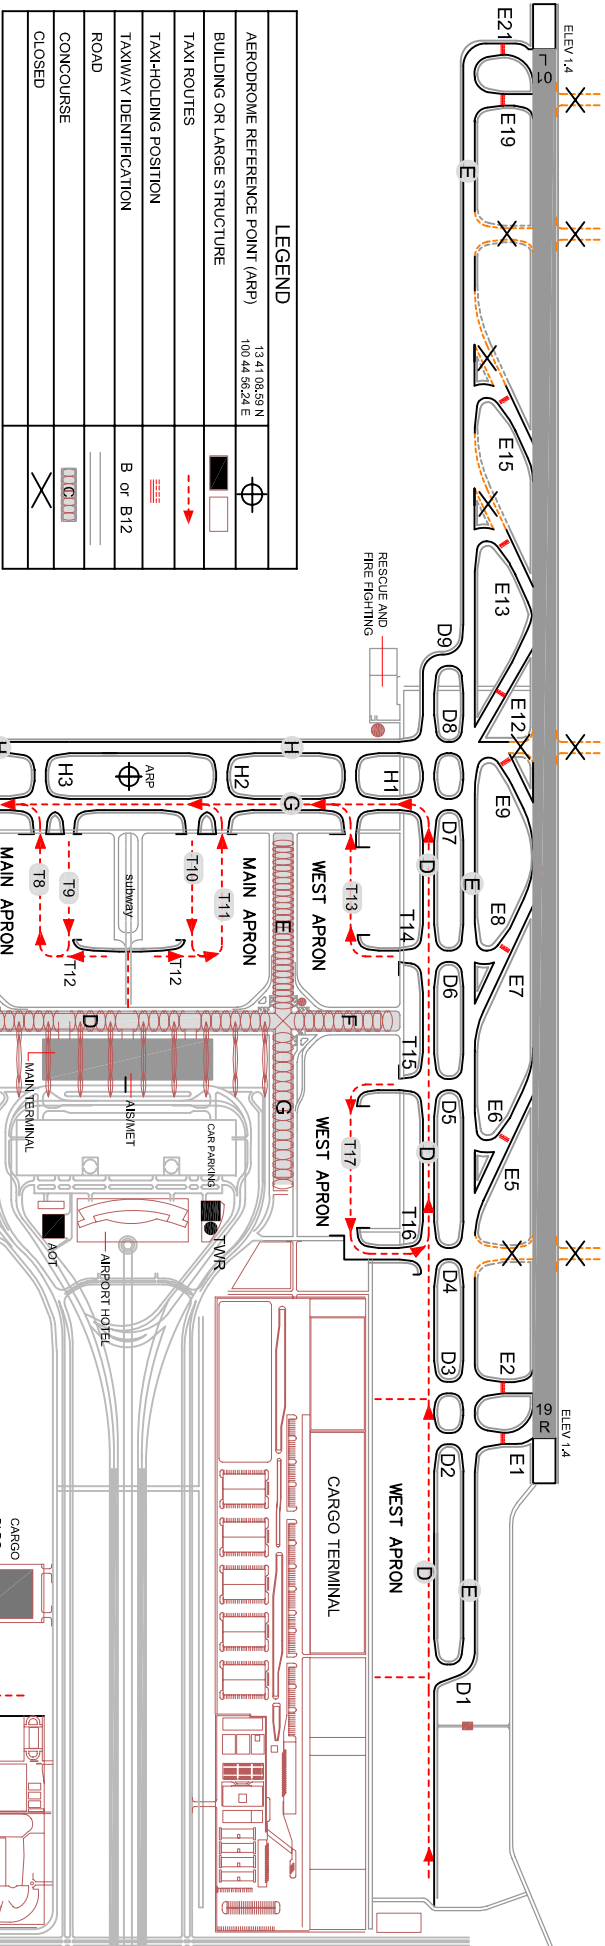 LEGEND
AERODROME REFERENCE POINT (ARP)
13 41 08.59 N
100 44 56.24 E
BUILDING OR LARGE STRUCTURE
TAXI ROUTES
TAXI-HOLDING POSITION
TAXIWAY IDENTIFICATION
B or B12
ROAD
CONCOURSE
C
CLOSED
ELEV 1.4
01
L
E21
E19
E
E15
E13
E12
E9
E8
E7
E6
E5
E2
E1
19
R
ELEV 1.4
E
E
D9
D8
D7
D6
D5
D4
D3
D2
D1
D
D
D
RESCUE AND
FIRE FIGHTING
H
H
H1
H2
H3
G
ARP
T14
T15
T16
T13
T17
WEST APRON
WEST APRON
WEST APRON
MAIN APRON
MAIN APRON
T11
T10
T9
T8
T12
T12
subway
E
F
D
G
MAIN TERMINAL
AIS/MET
CAR PARKING
TWR
AOT
AIRPORT HOTEL
CARGO TERMINAL
CARGO